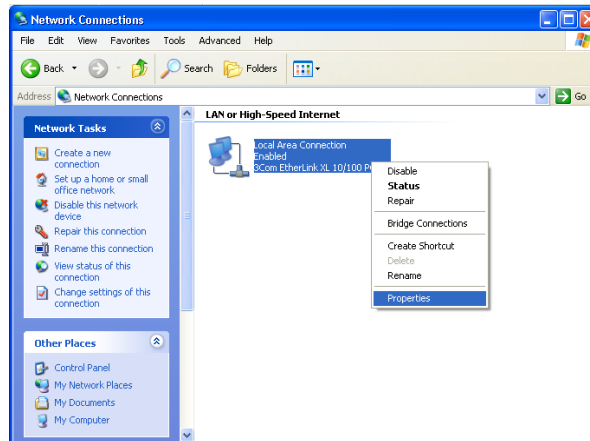 Network Connections
File Edit View Favorites Tools Advanced Help
Back Search Folders
Address Network Connections Go
Network Tasks
Create a new
connection
Set up a home or small
office network
Disable this network
device
Repair this connection
Rename this connection
View status of this
connection
Change settings of this
connection
Other Places
Control Panel
My Network Places
My Documents
My Computer
LAN or High-Speed Internet
Local Area Connection
Enabled
3Com EtherLink XL 10/100
Disable
Status
Repair
Bridge Connections
Create Shortcut
Delete
Rename
Properties